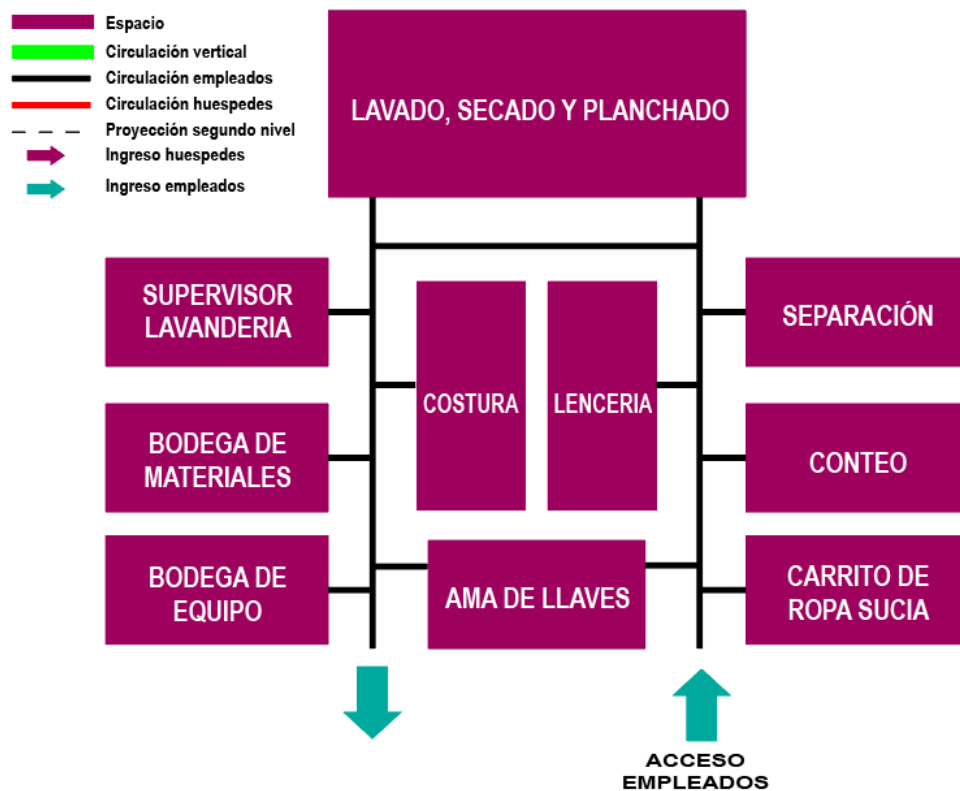 Espacio
Circulación vertical
Circulación empleados
Circulación huespedes
Proyección segundo nivel
Ingreso huespedes
Ingreso empleados
LAVADO, SECADO Y PLANCHADO
SUPERVISOR
LAVANDERIA
SEPARACIÓN
COSTURA
LENCERIA
BODEGA DE
MATERIALES
CONTEO
BODEGA DE
EQUIPO
AMA DE LLAVES
CARRITO DE
ROPA SUCIA
ACCESO
EMPLEADOS